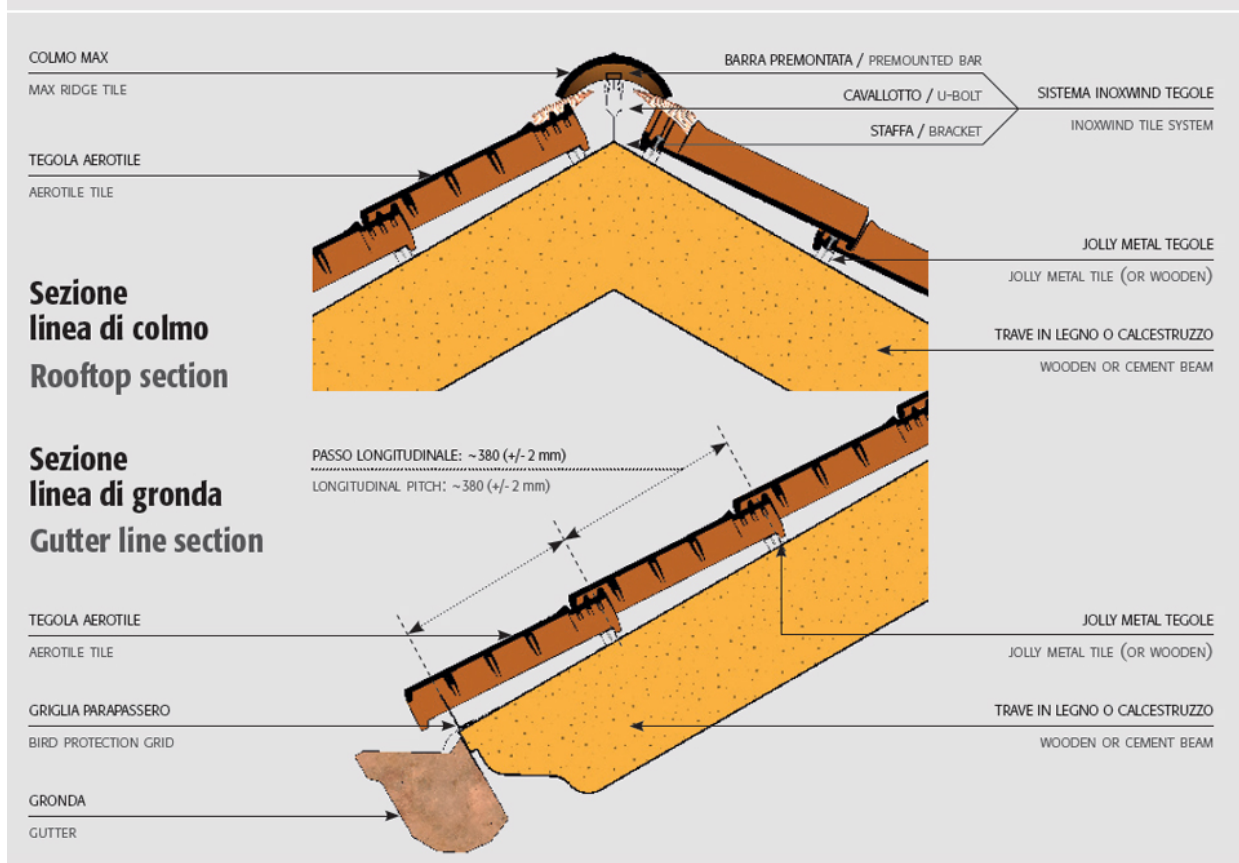 COLMO MAX
MAX RIDGE TILE
TEGOLA AEROTILE
AEROTILE TILE
BARRA PREMONTATA / PREMOUNTED BAR
CAVALLOTTO / U-BOLT
STAFFA / BRACKET
SISTEMA INOXWIND TEGOLE
INOXWIND TILE SYSTEM
JOLLY METAL TEGOLE
JOLLY METAL TILE (OR WOODEN)
TRAVE IN LEGNO O CALCESTRUZZO
WOODEN OR CEMENT BEAM
Sezione
linea di colmo
Rooftop section
Sezione
linea di gronda
Gutter line section
PASSO LONGITUDINALE: ~380 (+/- 2 mm)
LONGITUDINAL PITCH: ~380 (+/- 2 mm)
TEGOLA AEROTILE
AEROTILE TILE
GRIGLIA PARAPASSERO
BIRD PROTECTION GRID
GRONDA
GUTTER
JOLLY METAL TEGOLE
JOLLY METAL TILE (OR WOODEN)
TRAVE IN LEGNO O CALCESTRUZZO
WOODEN OR CEMENT BEAM